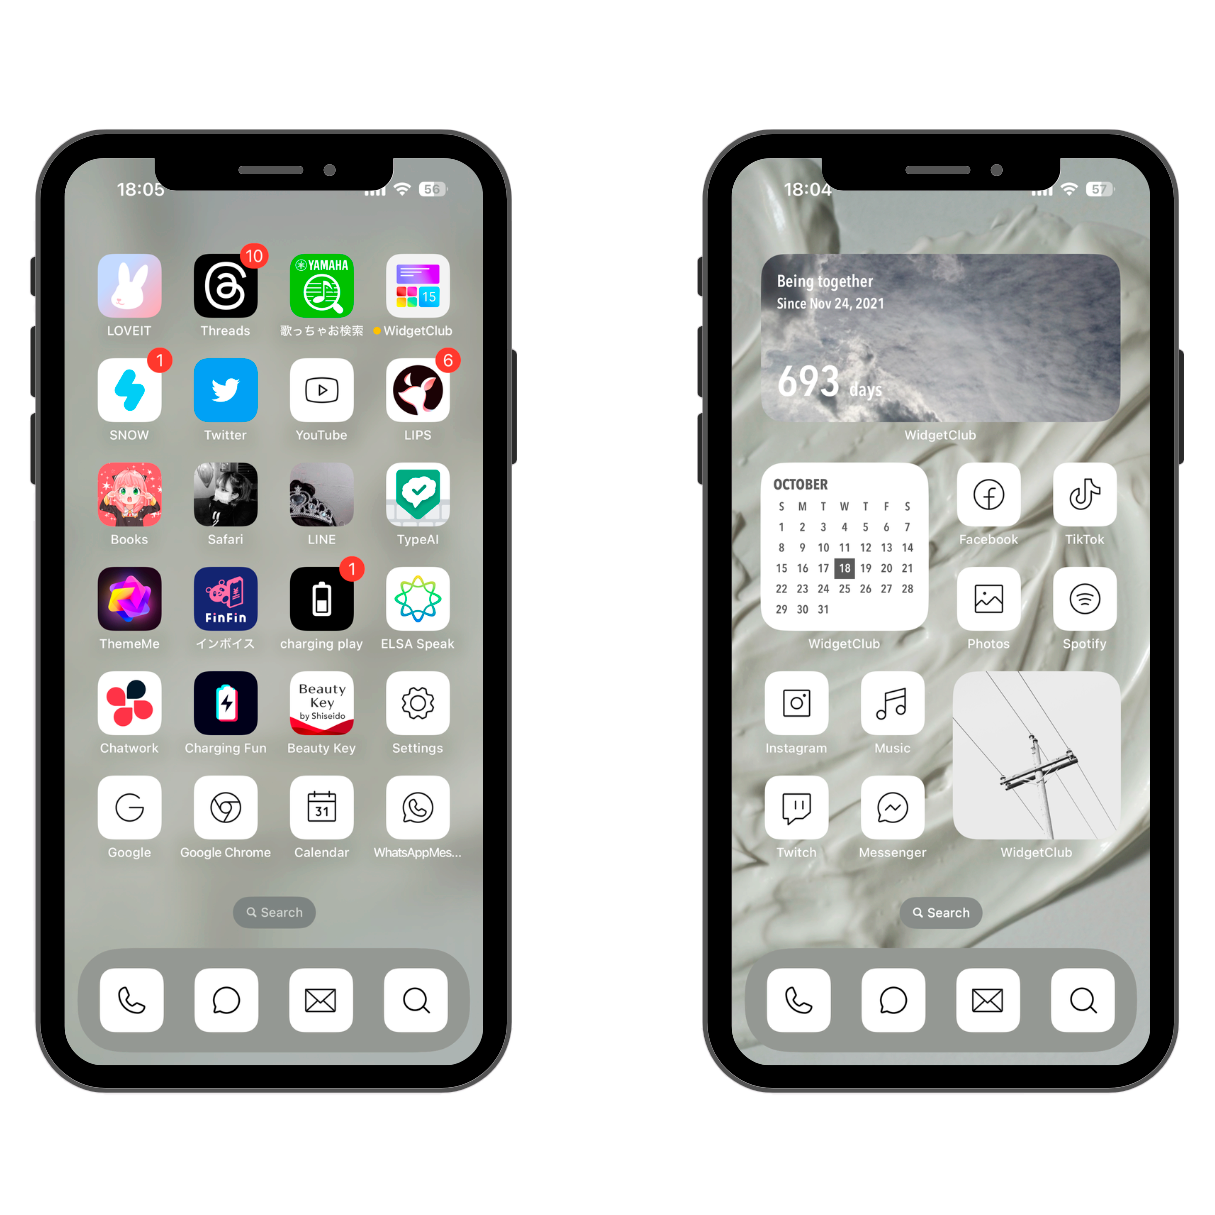 18:05
56
10
YAMAHA
15
LOVEIT
Threads
歌っちゃお検索
WidgetClub
1
6
SNOW
Twitter
YouTube
LIPS
Books
Safari
LINE
TypeAI
1
FinFin
ThemeMe
インボイス
charging play
ELSA Speak
Beauty
Key
by Shiseido
Chatwork
Charging Fun
Beauty Key
Settings
31
Google
Google Chrome
Calendar
WhatsAppMes...
Search
18:04
57
Being together
Since Nov 24, 2021
693 days
WidgetClub
OCTOBER
S M T W T F S
1 2 3 4 5 6 7
8 9 10 11 12 13 14
15 16 17 18 19 20 21
22 23 24 25 26 27 28
29 30 31
WidgetClub
Facebook
TikTok
Photos
Spotify
Instagram
Music
Twitch
Messenger
WidgetClub
Search